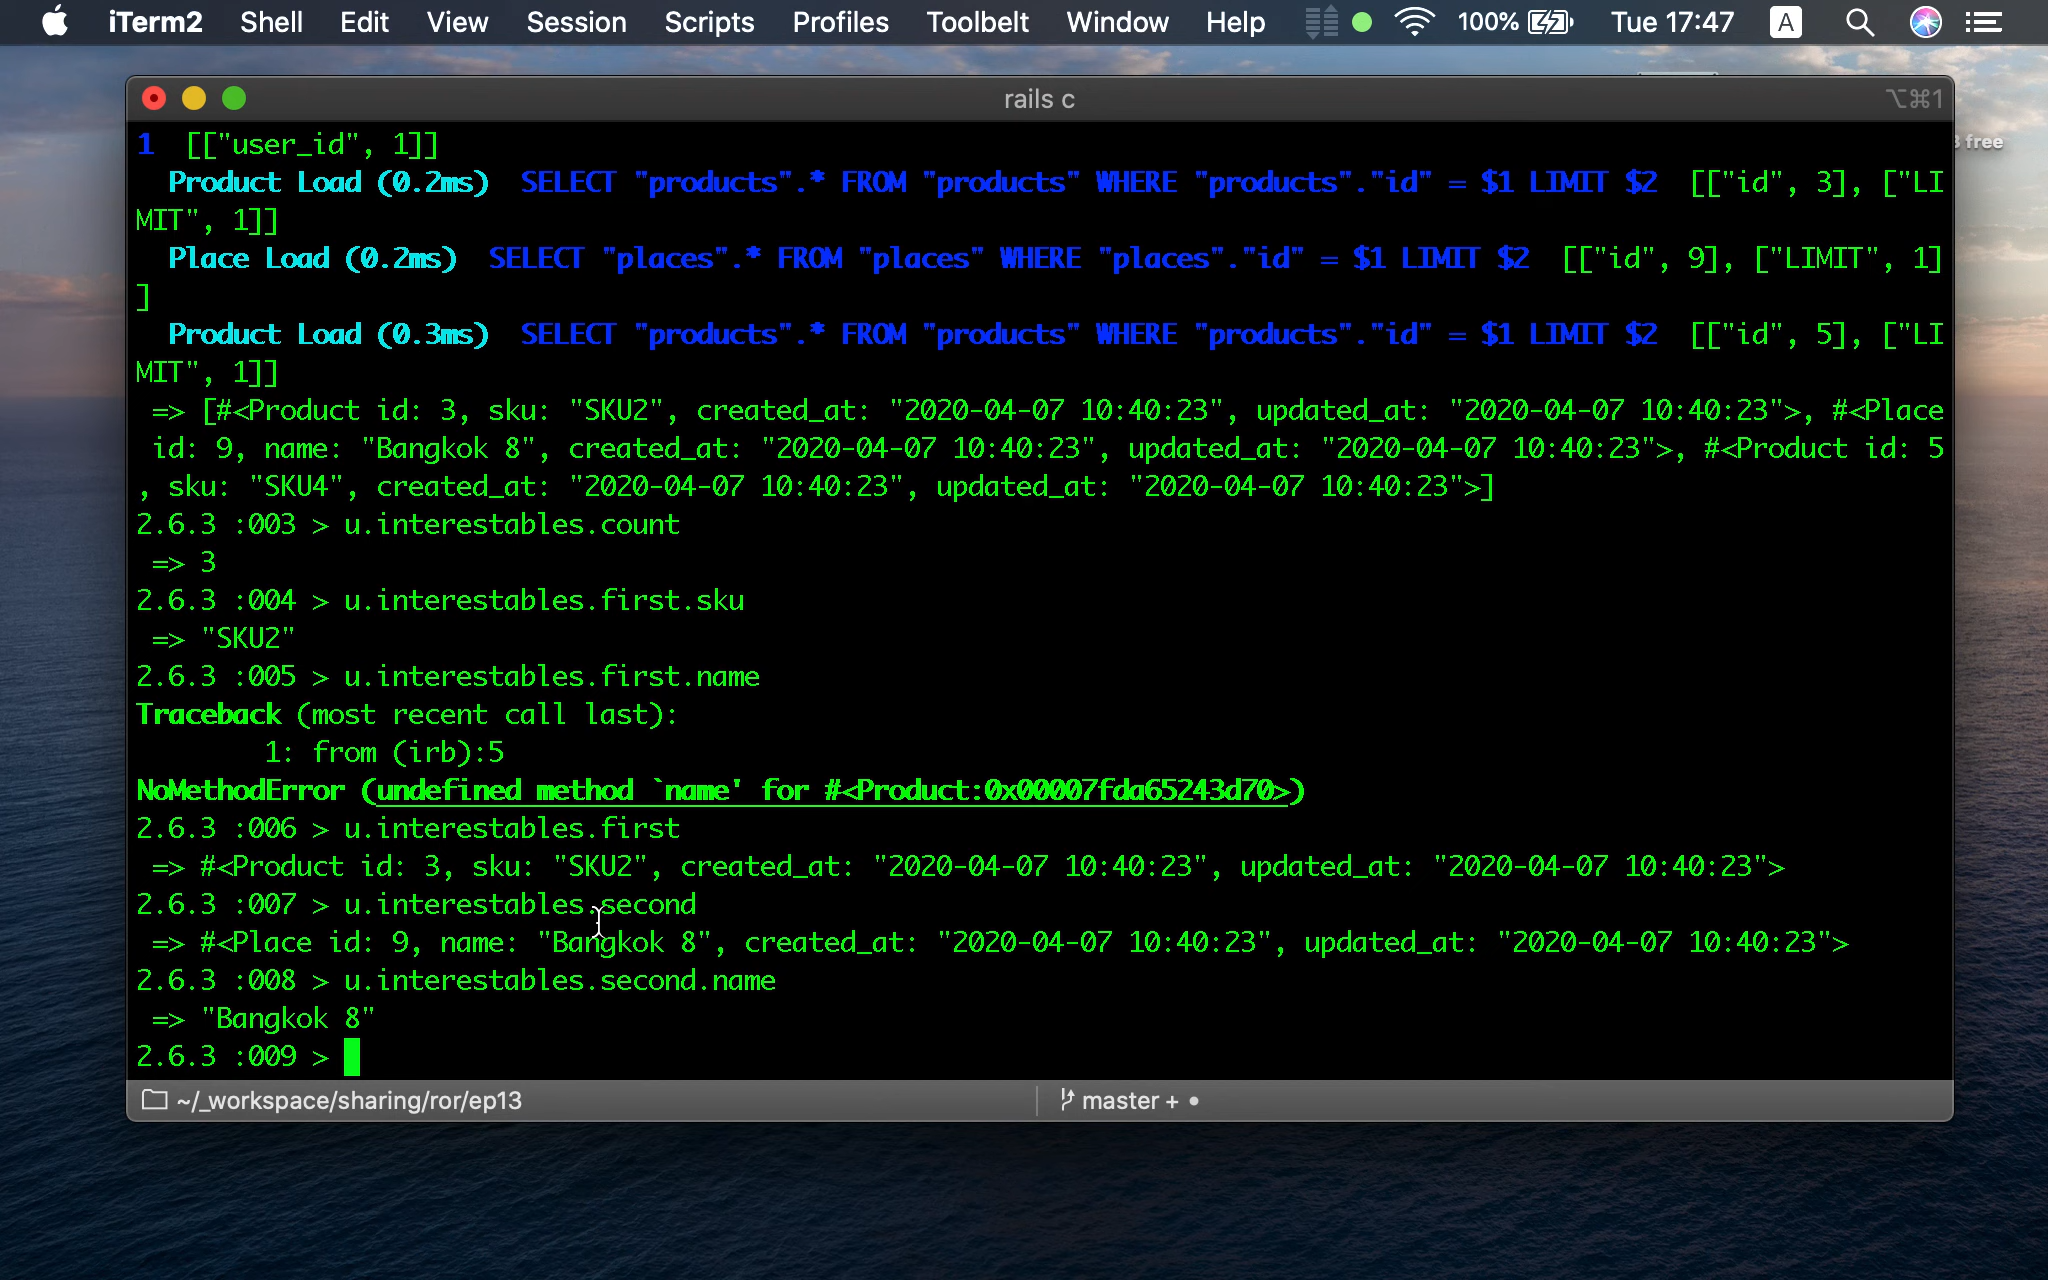 iTerm2 Shell Edit View Session Scripts Profiles Toolbelt Window Help 100% Tue 17:47 A
rails c ⌥⌘1
free
1  [["user_id", 1]]
  Product Load (0.2ms)  SELECT "products".* FROM "products" WHERE "products"."id" = $1 LIMIT $2  [["id", 3], ["LI
MIT", 1]]
  Place Load (0.2ms)  SELECT "places".* FROM "places" WHERE "places"."id" = $1 LIMIT $2  [["id", 9], ["LIMIT", 1]
]
  Product Load (0.3ms)  SELECT "products".* FROM "products" WHERE "products"."id" = $1 LIMIT $2  [["id", 5], ["LI
MIT", 1]]
 => [#<Product id: 3, sku: "SKU2", created_at: "2020-04-07 10:40:23", updated_at: "2020-04-07 10:40:23">, #<Place
 id: 9, name: "Bangkok 8", created_at: "2020-04-07 10:40:23", updated_at: "2020-04-07 10:40:23">, #<Product id: 5
, sku: "SKU4", created_at: "2020-04-07 10:40:23", updated_at: "2020-04-07 10:40:23">]
2.6.3 :003 > u.interestables.count
 => 3
2.6.3 :004 > u.interestables.first.sku
 => "SKU2"
2.6.3 :005 > u.interestables.first.name
Traceback (most recent call last):
        1: from (irb):5
NoMethodError (undefined method `name' for #<Product:0x00007fda65243d70>)
2.6.3 :006 > u.interestables.first
 => #<Product id: 3, sku: "SKU2", created_at: "2020-04-07 10:40:23", updated_at: "2020-04-07 10:40:23">
2.6.3 :007 > u.interestables.second
 => #<Place id: 9, name: "Bangkok 8", created_at: "2020-04-07 10:40:23", updated_at: "2020-04-07 10:40:23">
2.6.3 :008 > u.interestables.second.name
 => "Bangkok 8"
2.6.3 :009 >
~/_workspace/sharing/ror/ep13 master + •